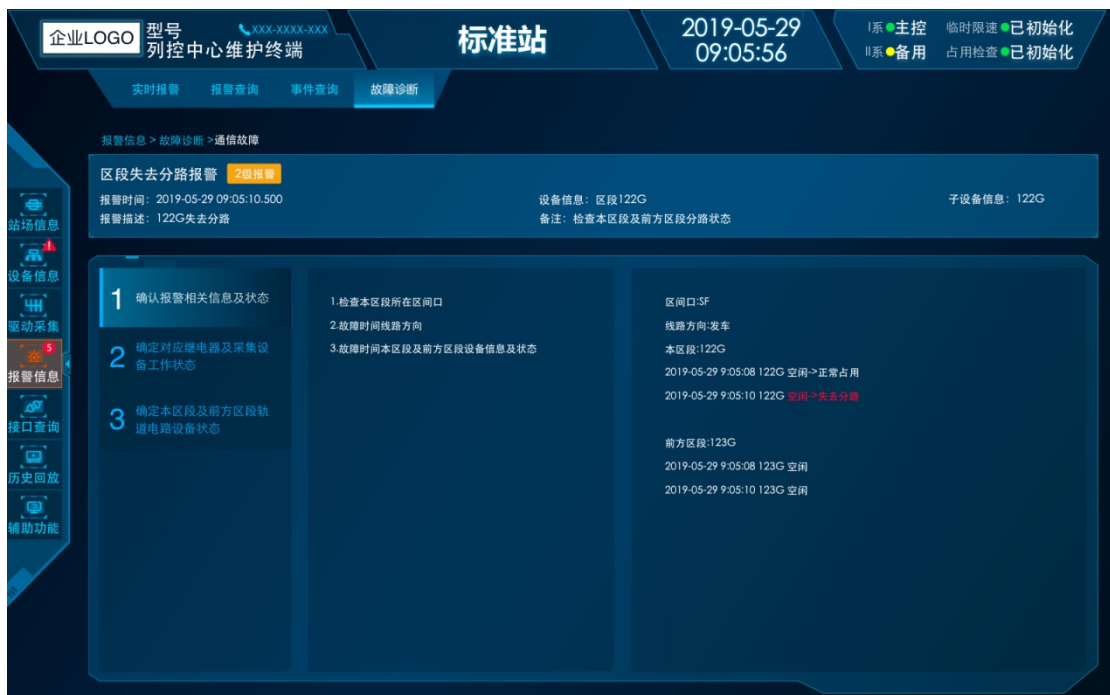 企业LOGO
型号
列控中心维护终端
XXX-XXXX-XXX
标准站
2019-05-29
09:05:56
I系 主控
II系 备用
临时限速 已初始化
占用检查 已初始化
实时报警 报警查询 事件查询 故障诊断
报警信息 > 故障诊断 >通信故障
区段失去分路报警 2级报警
报警时间：2019-05-29 09:05:10.500
设备信息：区段122G
子设备信息：122G
报警描述：122G失去分路
备注：检查本区段及前方区段分路状态
站场信息
!
设备信息
驱动采集
5
报警信息
接口查询
历史回放
辅助功能
1 确认报警相关信息及状态
2 确定对应继电器及采集设
备工作状态
3 确定本区段及前方区段轨
道电路设备状态
1.检查本区段所在区间口
2.故障时间线路方向
3.故障时间本区段及前方区段设备信息及状态
区间口:SF
线路方向:发车
本区段:122G
2019-05-29 9:05:08 122G 空闲->正常占用
2019-05-29 9:05:10 122G 空闲->失去分路
前方区段:123G
2019-05-29 9:05:08 123G 空闲
2019-05-29 9:05:10 123G 空闲